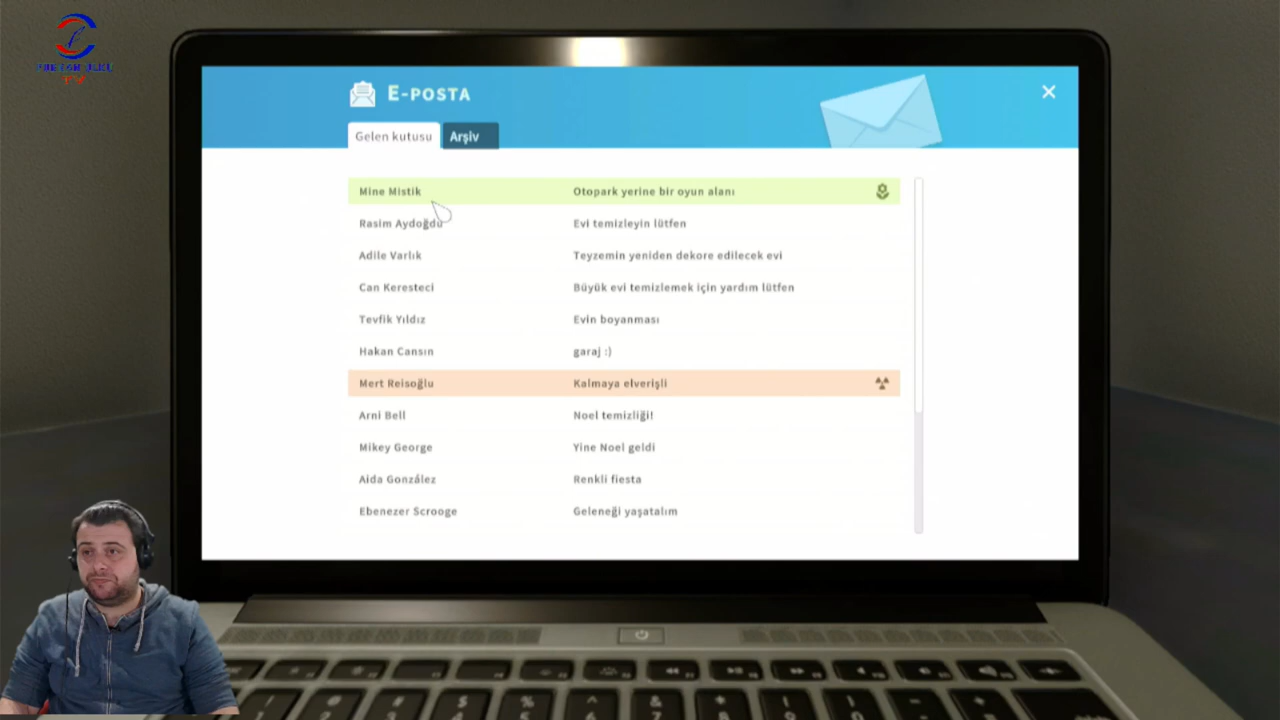 E-POSTA
Gelen kutusu Arşiv
Mine Mistik Otopark yerine bir oyun alanı
Rasim Aydoğdu Evi temizleyin lütfen
Adile Varlık Teyzemin yeniden dekore edilecek evi
Can Keresteci Büyük evi temizlemek için yardım lütfen
Tevfik Yıldız Evin boyanması
Hakan Cansın garaj :)
Mert Reisoğlu Kalmaya elverişli
Arni Bell Noel temizliği!
Mikey George Yine Noel geldi
Aida González Renkli fiesta
Ebenezer Scrooge Geleneği yaşatalım